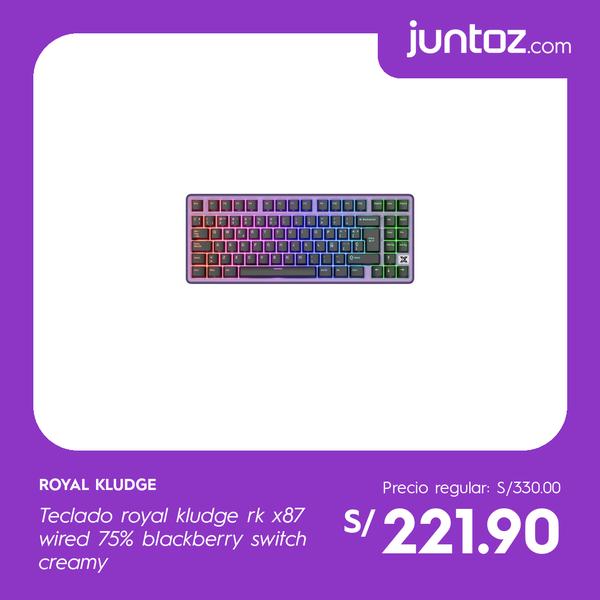 juntoz.com
ROYAL KLUDGE
Teclado royal kludge rk x87
wired 75% blackberry switch
creamy
Precio regular: S/330.00
S/221.90